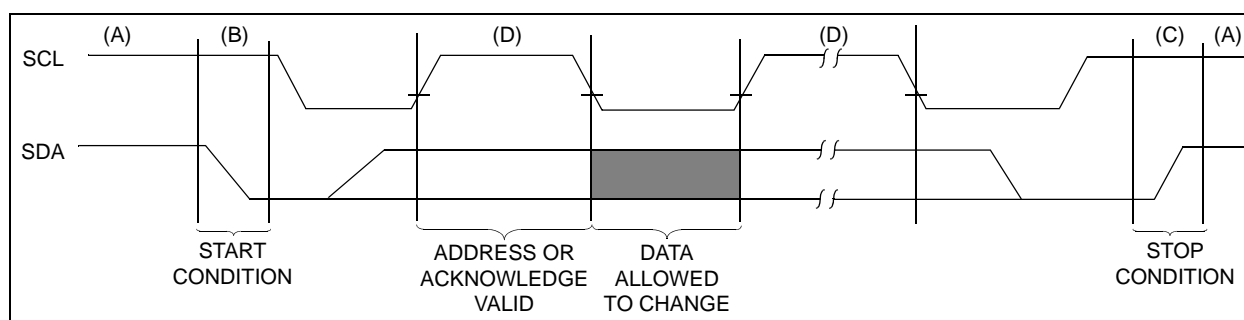 (A) (B) (D) (D) (C) (A)
SCL
SDA
START
CONDITION
ADDRESS OR
ACKNOWLEDGE
VALID
DATA
ALLOWED
TO CHANGE
STOP
CONDITION